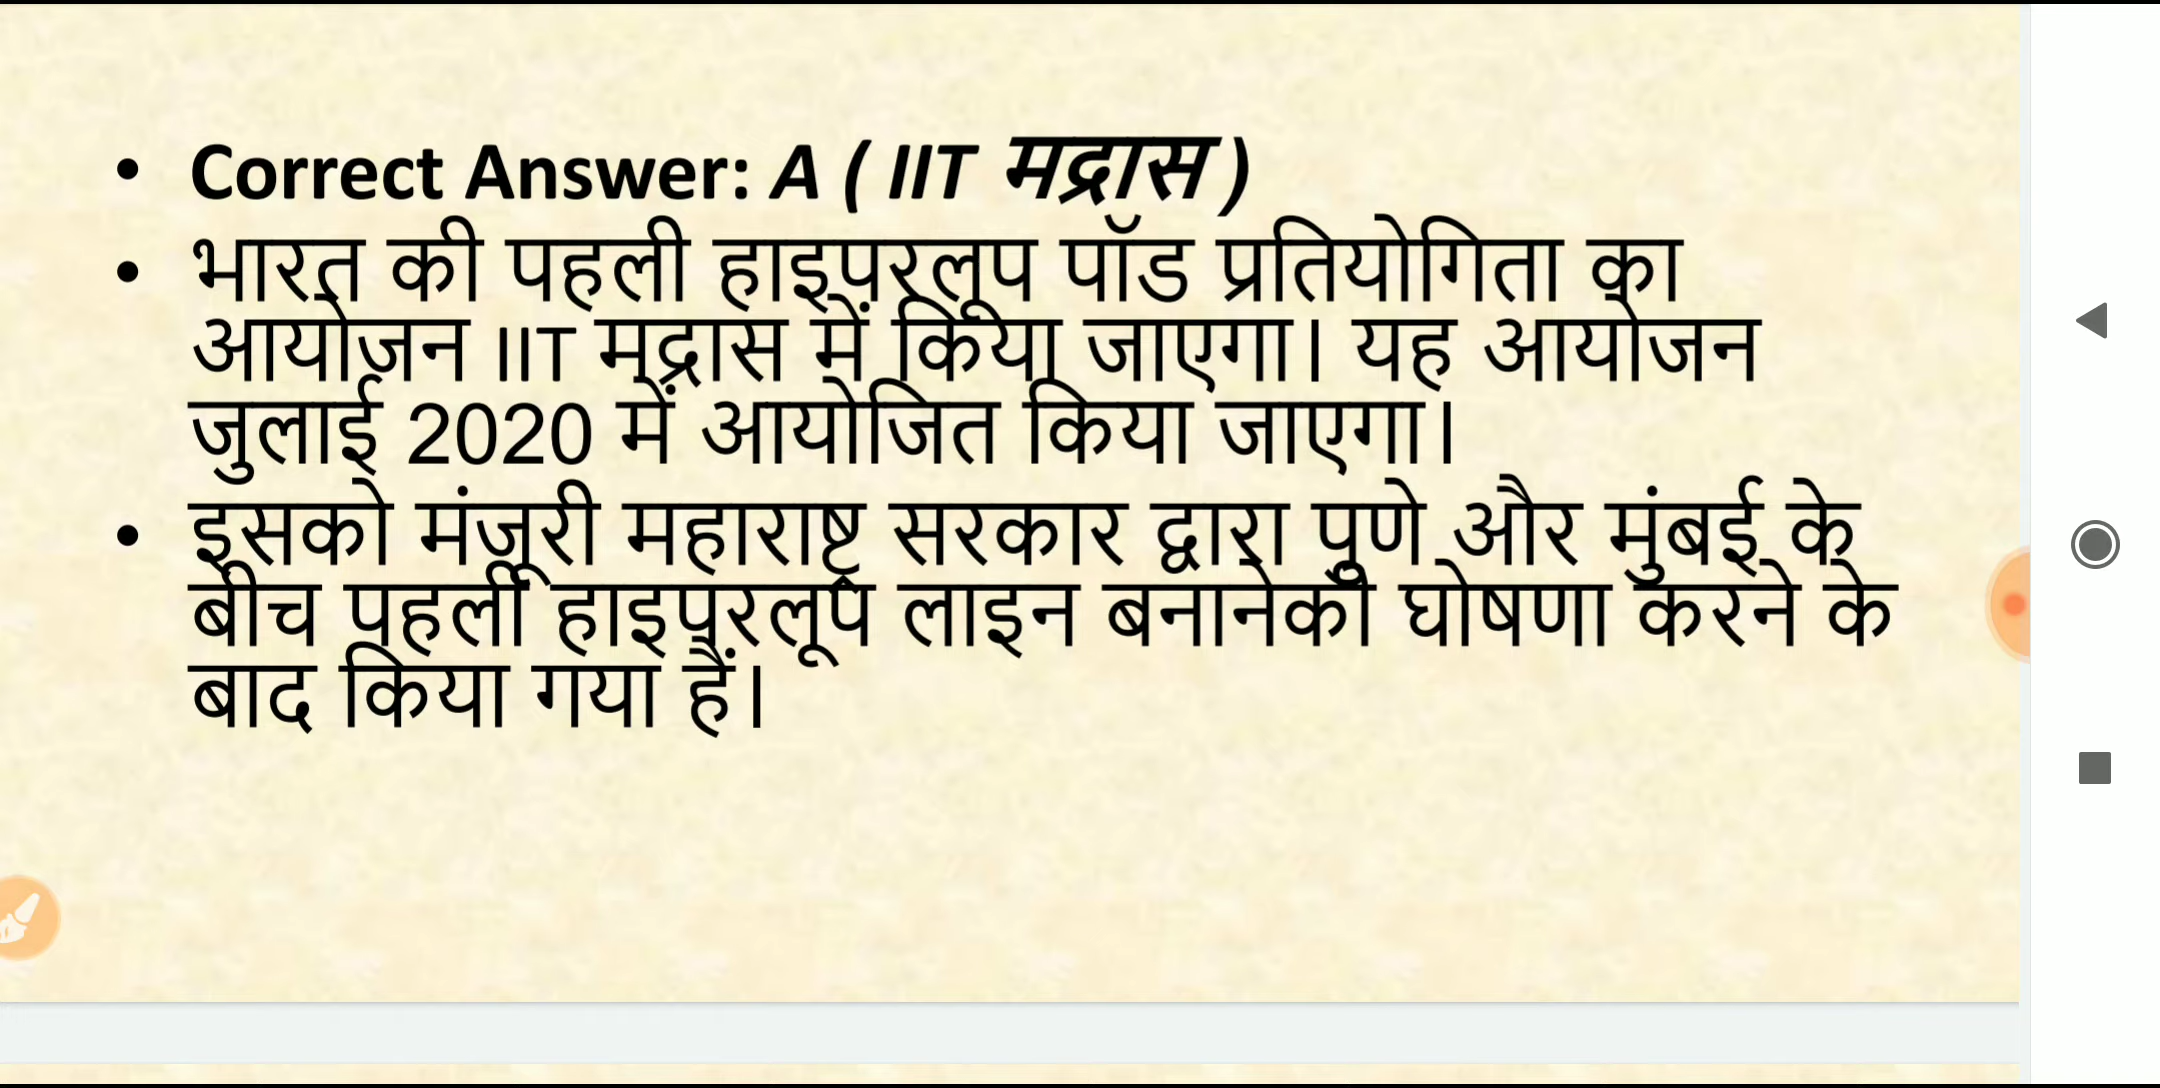 • Correct Answer: A ( IIT मद्रास )
• भारत की पहली हाइपरलूप पॉड प्रतियोगिता का
आयोजन IIT मद्रास में किया जाएगा। यह आयोजन
जुलाई 2020 में आयोजित किया जाएगा।
• इसको मंजूरी महाराष्ट्र सरकार द्वारा पुणे और मुंबई के
बीच पहली हाइपरलूप लाइन बनानेकी घोषणा करने के
बाद किया गया हैं।